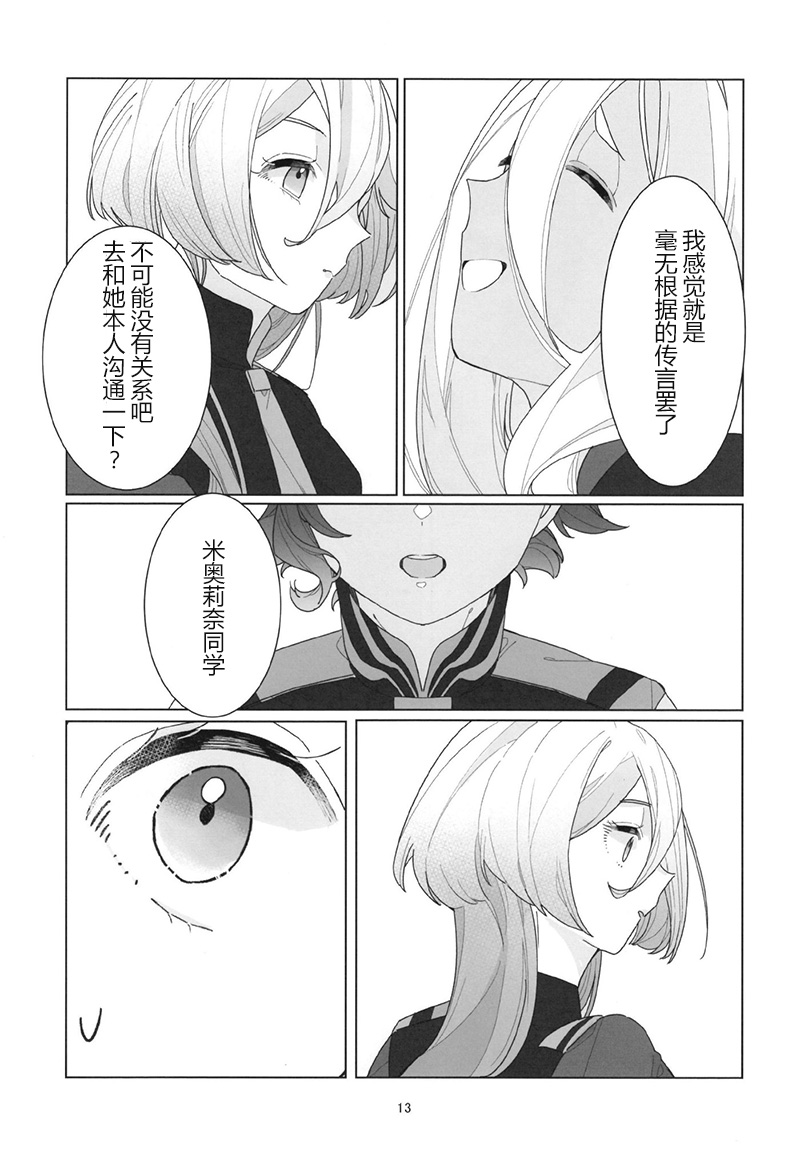 我感觉就是
毫无根据的传言罢了
不可能没有关系吧
去和她本人沟通一下？
米奥莉奈同学
13